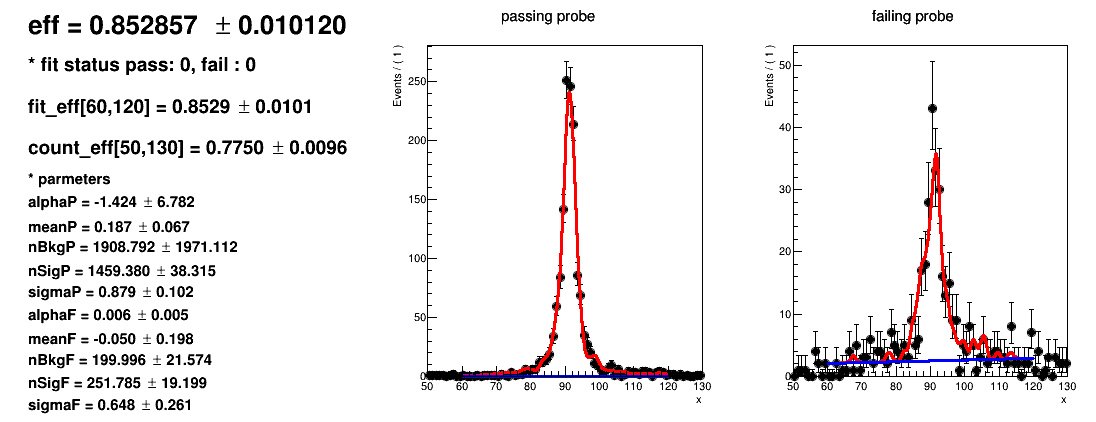 eff = 0.852857 ± 0.010120
* fit status pass: 0, fail : 0
fit_eff[60,120] = 0.8529 ± 0.0101
count_eff[50,130] = 0.7750 ± 0.0096
* parmeters
alphaP = -1.424 ± 6.782
meanP = 0.187 ± 0.067
nBkgP = 1908.792 ± 1971.112
nSigP = 1459.380 ± 38.315
sigmaP = 0.879 ± 0.102
alphaF = 0.006 ± 0.005
meanF = -0.050 ± 0.198
nBkgF = 199.996 ± 21.574
nSigF = 251.785 ± 19.199
sigmaF = 0.648 ± 0.261
passing probe
Events / ( 1 )
250
200
150
100
50
0
50 60 70 80 90 100 110 120 130
x
failing probe
Events / ( 1 )
50
40
30
20
10
0
50 60 70 80 90 100 110 120 130
x